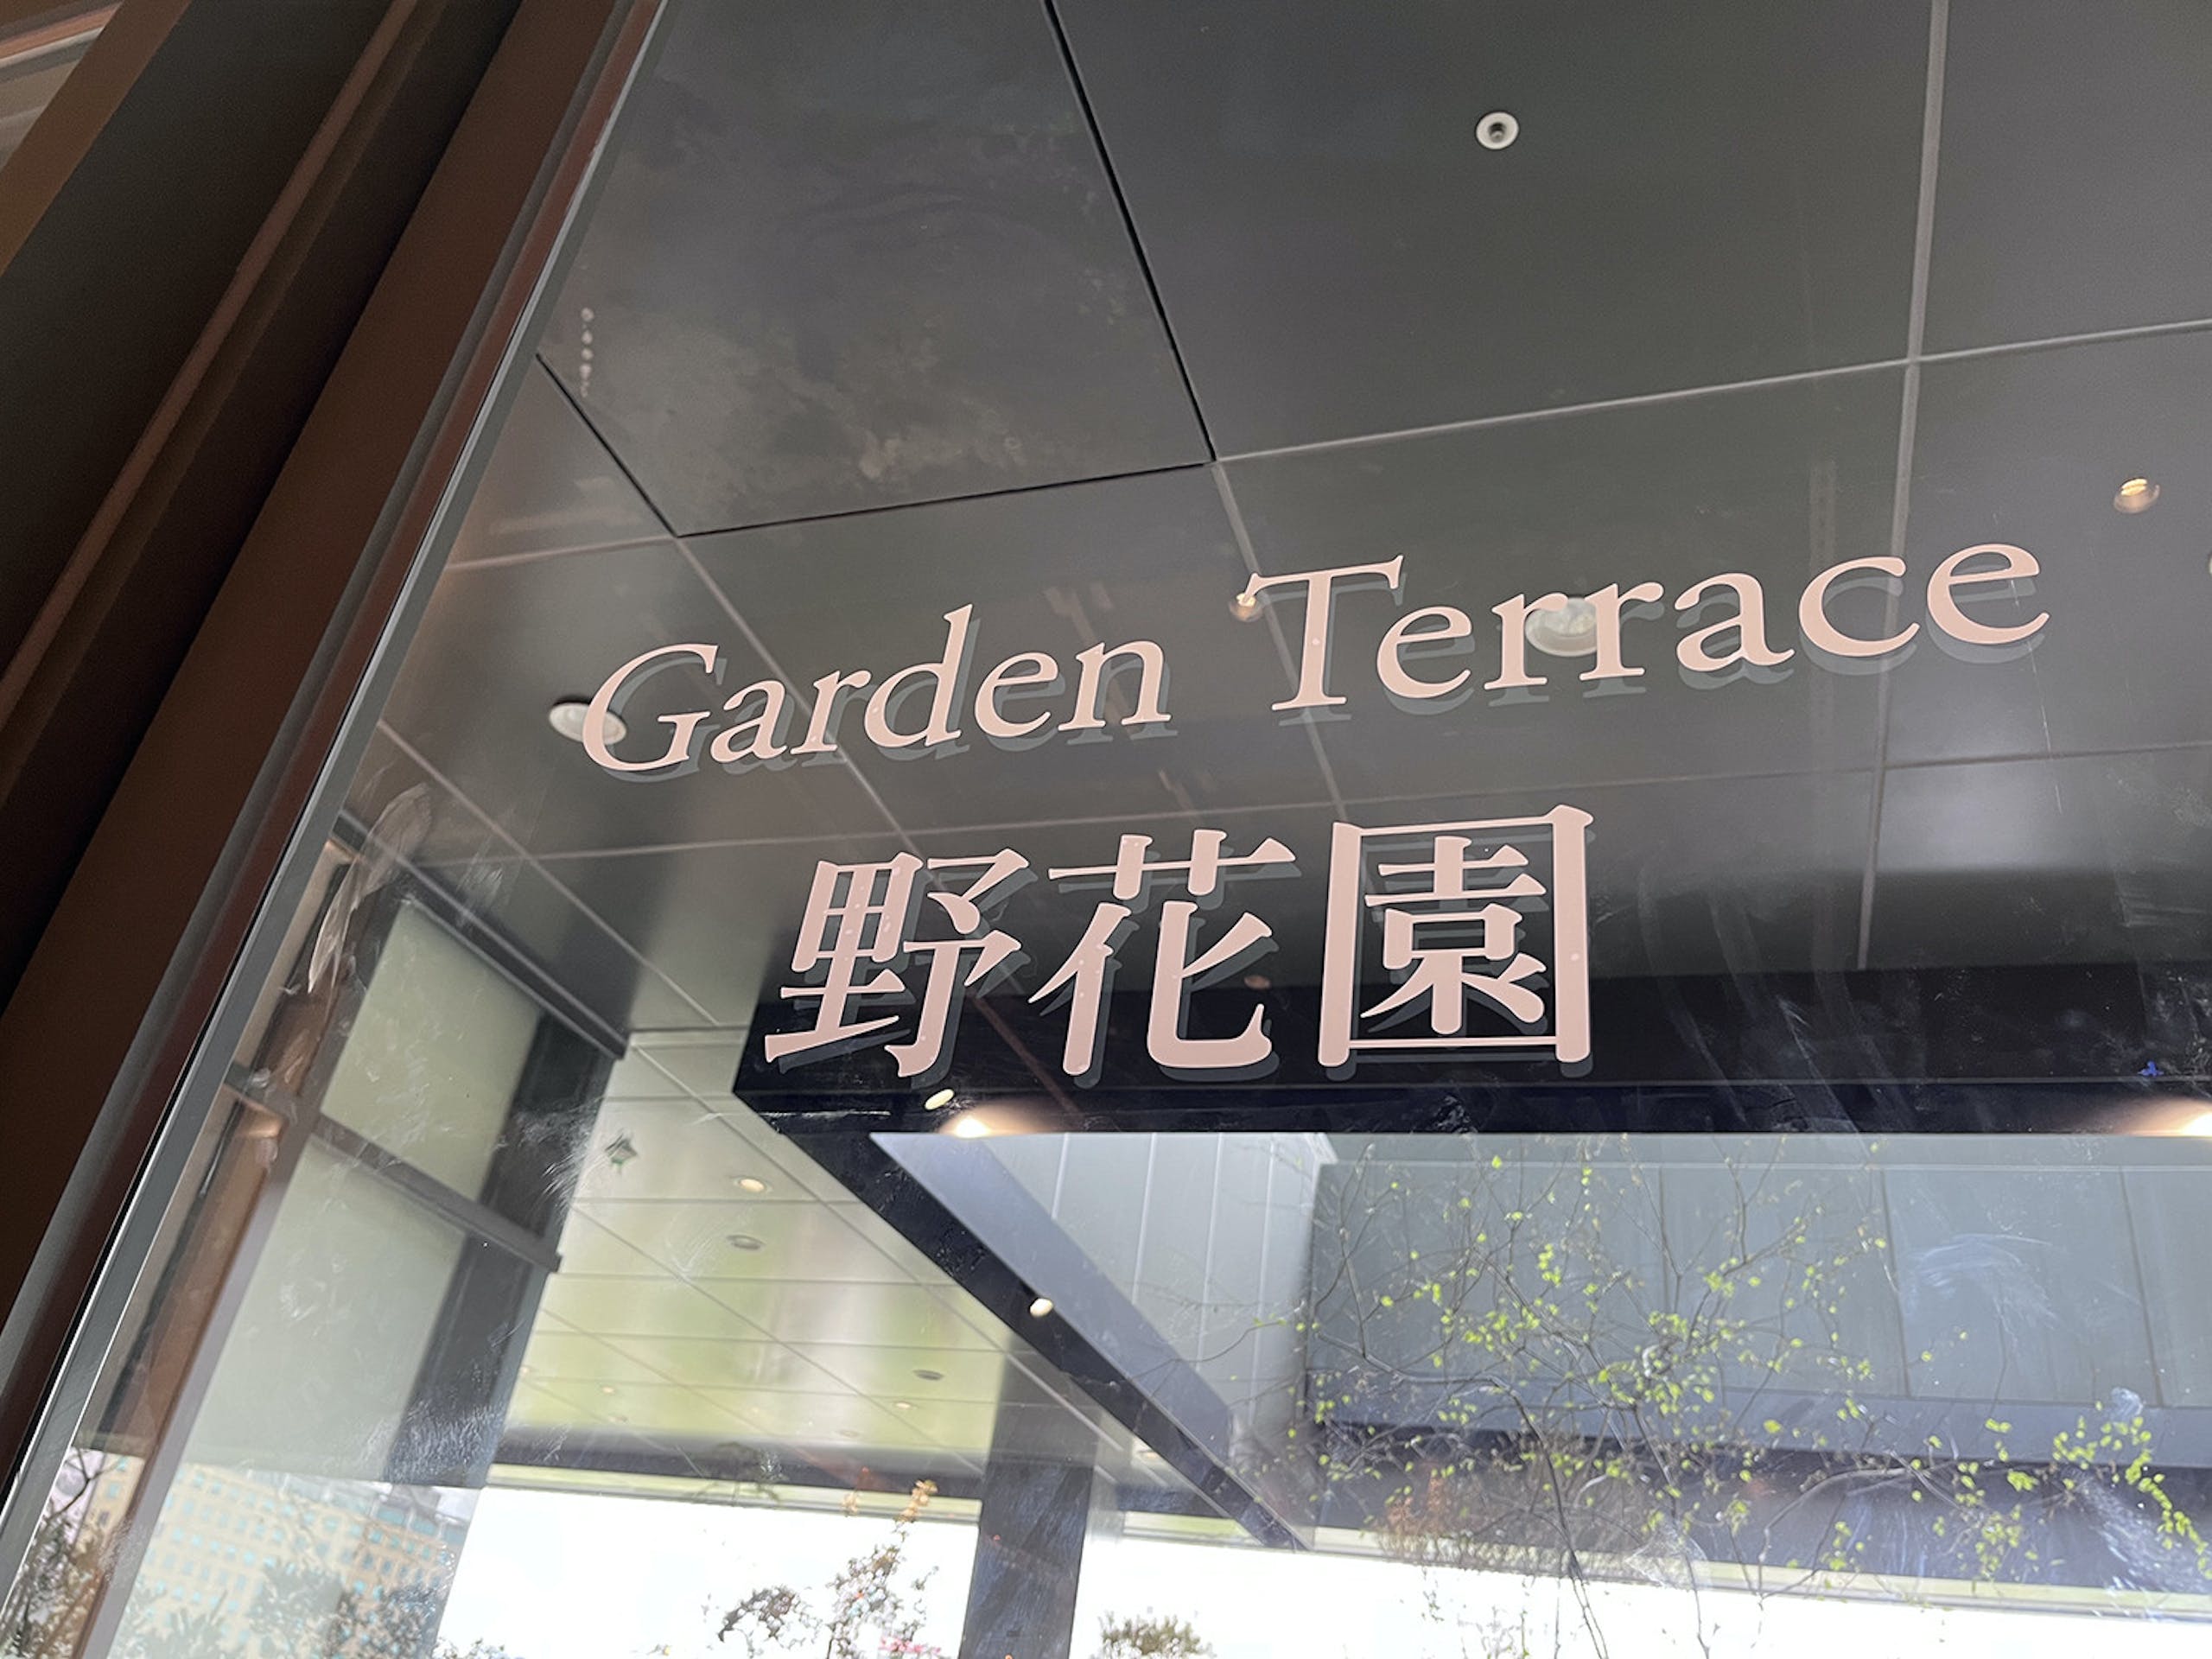 Garden Terrace
野花園